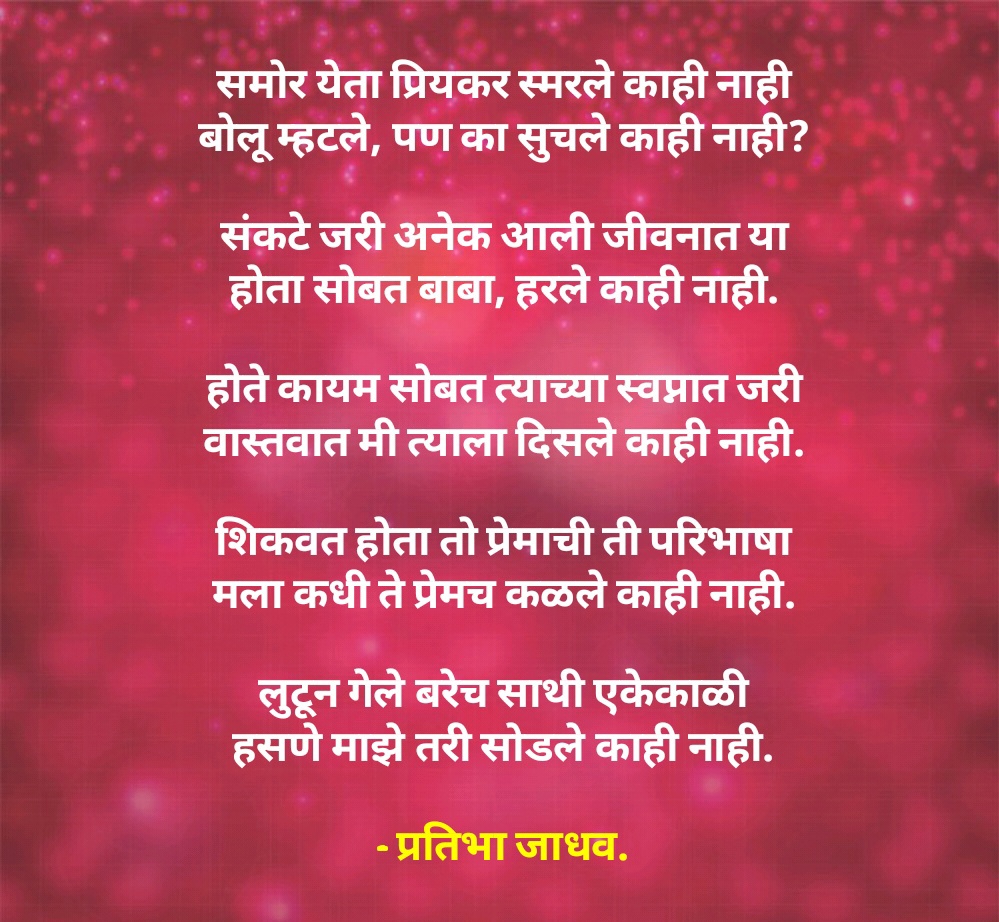 समोर येता प्रियकर स्मरले काही नाही
बोलू म्हटले, पण का सुचले काही नाही?
संकटे जरी अनेक आली जीवनात या
होता सोबत बाबा, हरले काही नाही.
होते कायम सोबत त्याच्या स्वप्नात जरी
वास्तवात मी त्याला दिसले काही नाही.
शिकवत होता तो प्रेमाची ती परिभाषा
मला कधी ते प्रेमच कळले काही नाही.
लुटून गेले बरेच साथी एकेकाळी
हसणे माझे तरी सोडले काही नाही.
- प्रतिभा जाधव.